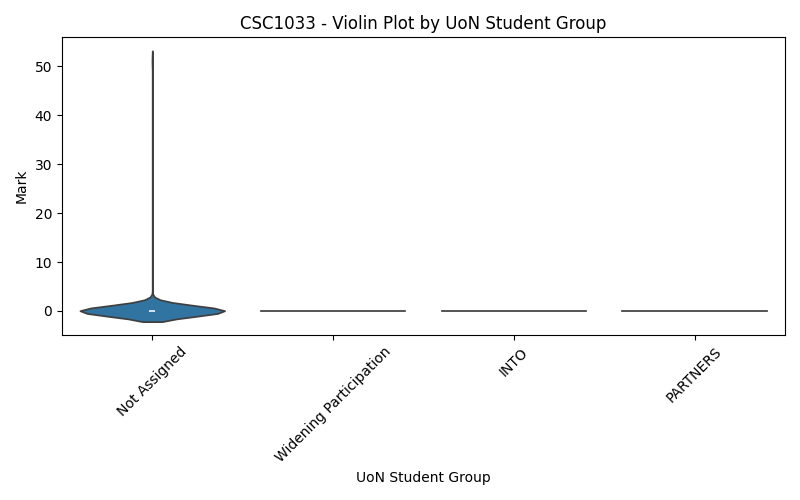 CSC1033 - Violin Plot by UoN Student Group
Mark
50
40
30
20
10
0
Not Assigned
Widening Participation
INTO
PARTNERS
UoN Student Group